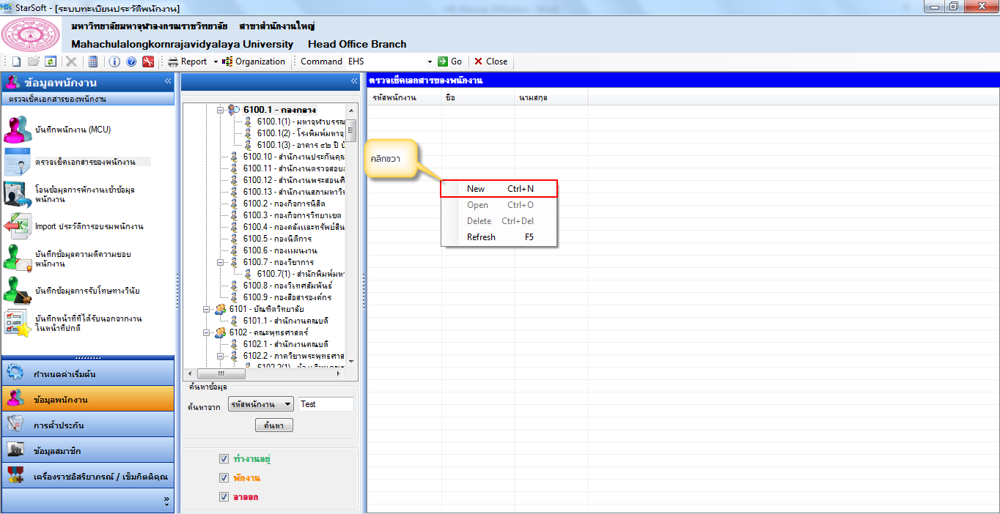 StarSoft - [ระบบทะเบียนประวัติพนักงาน]
มหาวิทยาลัยมหาจุฬาลงกรณราชวิทยาลัย สาขาสำนักงานใหญ่
Mahachulalongkornrajavidyalaya University Head Office Branch
Report Organization Command EHS Go Close
ข้อมูลพนักงาน
ตรวจเช็คเอกสารของพนักงาน
บันทึกพนักงาน (MCU)
ตรวจเช็คเอกสารของพนักงาน
โอนข้อมูลการพักงานเข้าข้อมูล
พนักงาน
Import ประวัติการอบรมพนักงาน
บันทึกข้อมูลความดีความชอบ
พนักงาน
บันทึกข้อมูลการรับโทษทางวินัย
บันทึกหน้าที่ที่ได้รับนอกจากงาน
ในหน้าที่ปกติ
กำหนดค่าเริ่มต้น
ข้อมูลพนักงาน
การค้ำประกัน
ข้อมูลสมาชิก
เครื่องราชอิสริยาภรณ์ / เข็มกิตติคุณ
6100.1 - กองกลาง
6100.1(1) - มหาจุฬาบรรณ
6100.1(2) - โรงพิมพ์มหาจุ
6100.1(3) - อาคาร ๙๒ ปี ปั
6100.10 - สำนักงานประกันคุณ
6100.11 - สำนักงานตรวจสอบ
6100.12 - สำนักงานพระสอนศี
6100.13 - สำนักงานสภามหาวิ
6100.2 - กองกิจการนิสิต
6100.3 - กองกิจการวิทยาเขต
6100.4 - กองคลังและทรัพย์สิน
6100.5 - กองนิติการ
6100.6 - กองแผนงาน
6100.7 - กองวิชาการ
6100.7(1) - สำนักพิมพ์มหา
6100.8 - กองวิเทศสัมพันธ์
6100.9 - กองสื่อสารองค์กร
6101 - บัณฑิตวิทยาลัย
6101.1 - สำนักงานคณบดี
6102 - คณะพุทธศาสตร์
6102.1 - สำนักงานคณบดี
6102.2 - ภาควิชาพระพุทธศาส
ค้นหาข้อมูล
ค้นหาจาก รหัสพนักงาน Test
ค้นหา
ทำงานอยู่
พักงาน
ลาออก
ตรวจเช็คเอกสารของพนักงาน
รหัสพนักงาน ชื่อ นามสกุล
คลิกขวา
New Ctrl+N
Open Ctrl+O
Delete Ctrl+Del
Refresh F5